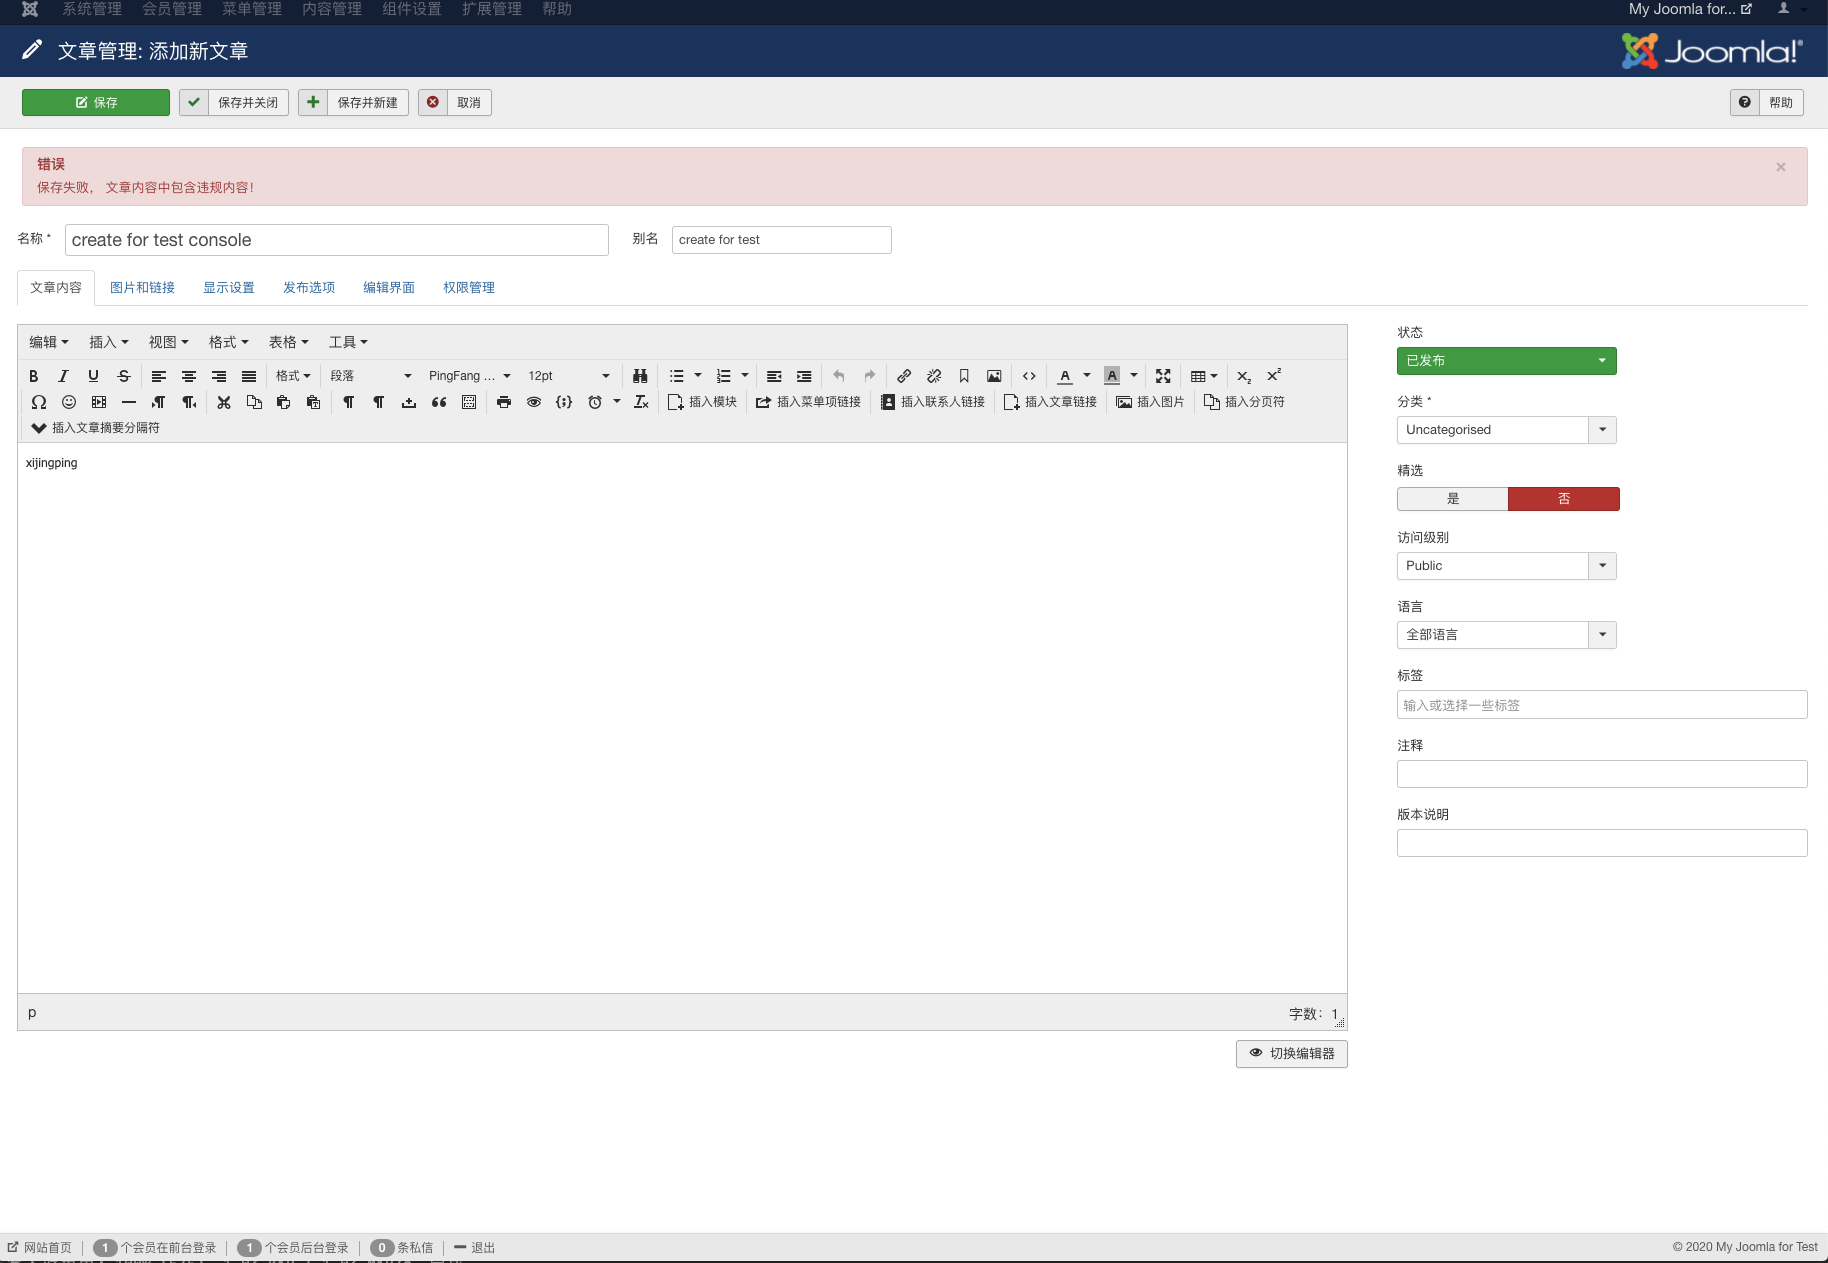 系统管理 会员管理 菜单管理 内容管理 组件设置 扩展管理 帮助 My Joomla for...
文章管理: 添加新文章 Joomla!®
保存 保存并关闭 保存并新建 取消 帮助
错误
保存失败， 文章内容中包含违规内容！
×
名称 * create for test console 别名 create for test
文章内容 图片和链接 显示设置 发布选项 编辑界面 权限管理
编辑 插入 视图 格式 表格 工具
格式 段落 PingFang ... 12pt
插入模块 插入菜单项链接 插入联系人链接 插入文章链接 插入图片 插入分页符
插入文章摘要分隔符
xijingping
p 字数：1
切换编辑器
状态
已发布
分类 *
Uncategorised
精选
是 否
访问级别
Public
语言
全部语言
标签
输入或选择一些标签
注释
版本说明
网站首页 1 个会员在前台登录 1 个会员后台登录 0 条私信 退出 © 2020 My Joomla for Test